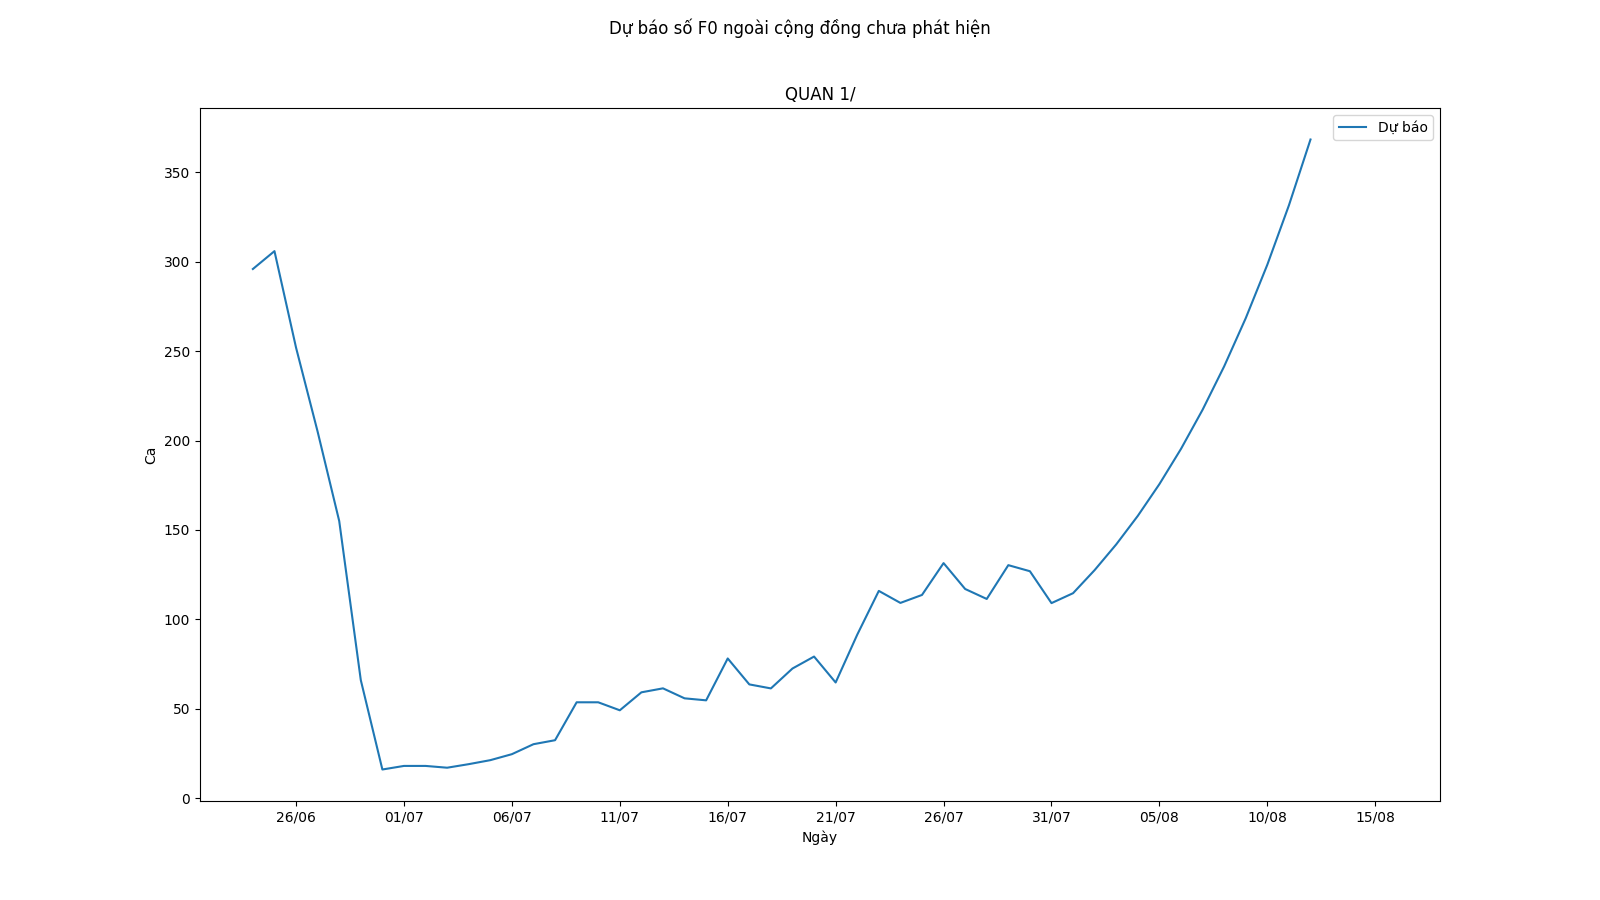 Dự báo số F0 ngoài cộng đồng chưa phát hiện
QUAN 1/
Dự báo
350
300
250
200
150
100
50
0
Ca
26/06 01/07 06/07 11/07 16/07 21/07 26/07 31/07 05/08 10/08 15/08
Ngày